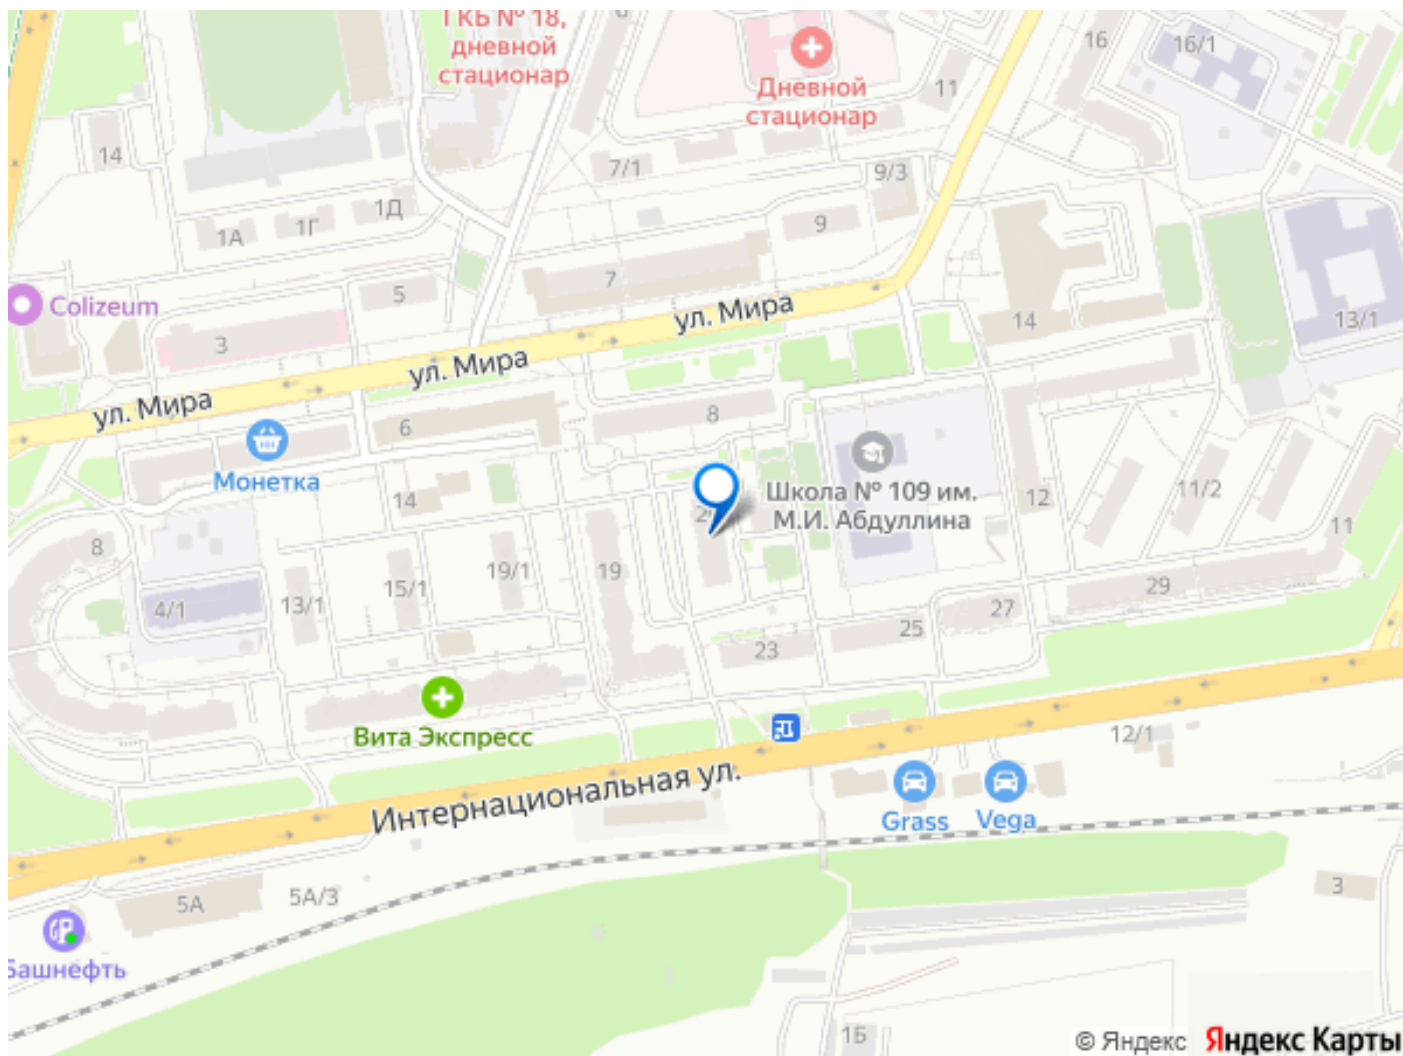 ГКБ № 18,
дневной
стационар
Дневной
стационар
16
16/1
11
14
7/1
9/3
1Д
1Г
1А
9
7
5
Colizeum
3
ул. Мира
ул. Мира
ул. Мира
14
13/1
8
6
Монетка
14
Школа № 109 им.
М.И. Абдуллина
12
11/2
11
8
4/1
13/1
15/1
19/1
19
29
27
25
23
Вита Экспресс
12/1
Интернациональная ул.
Grass
Vega
5А
5А/3
3
Башнефть
1Б
© Яндекс Яндекс Карты